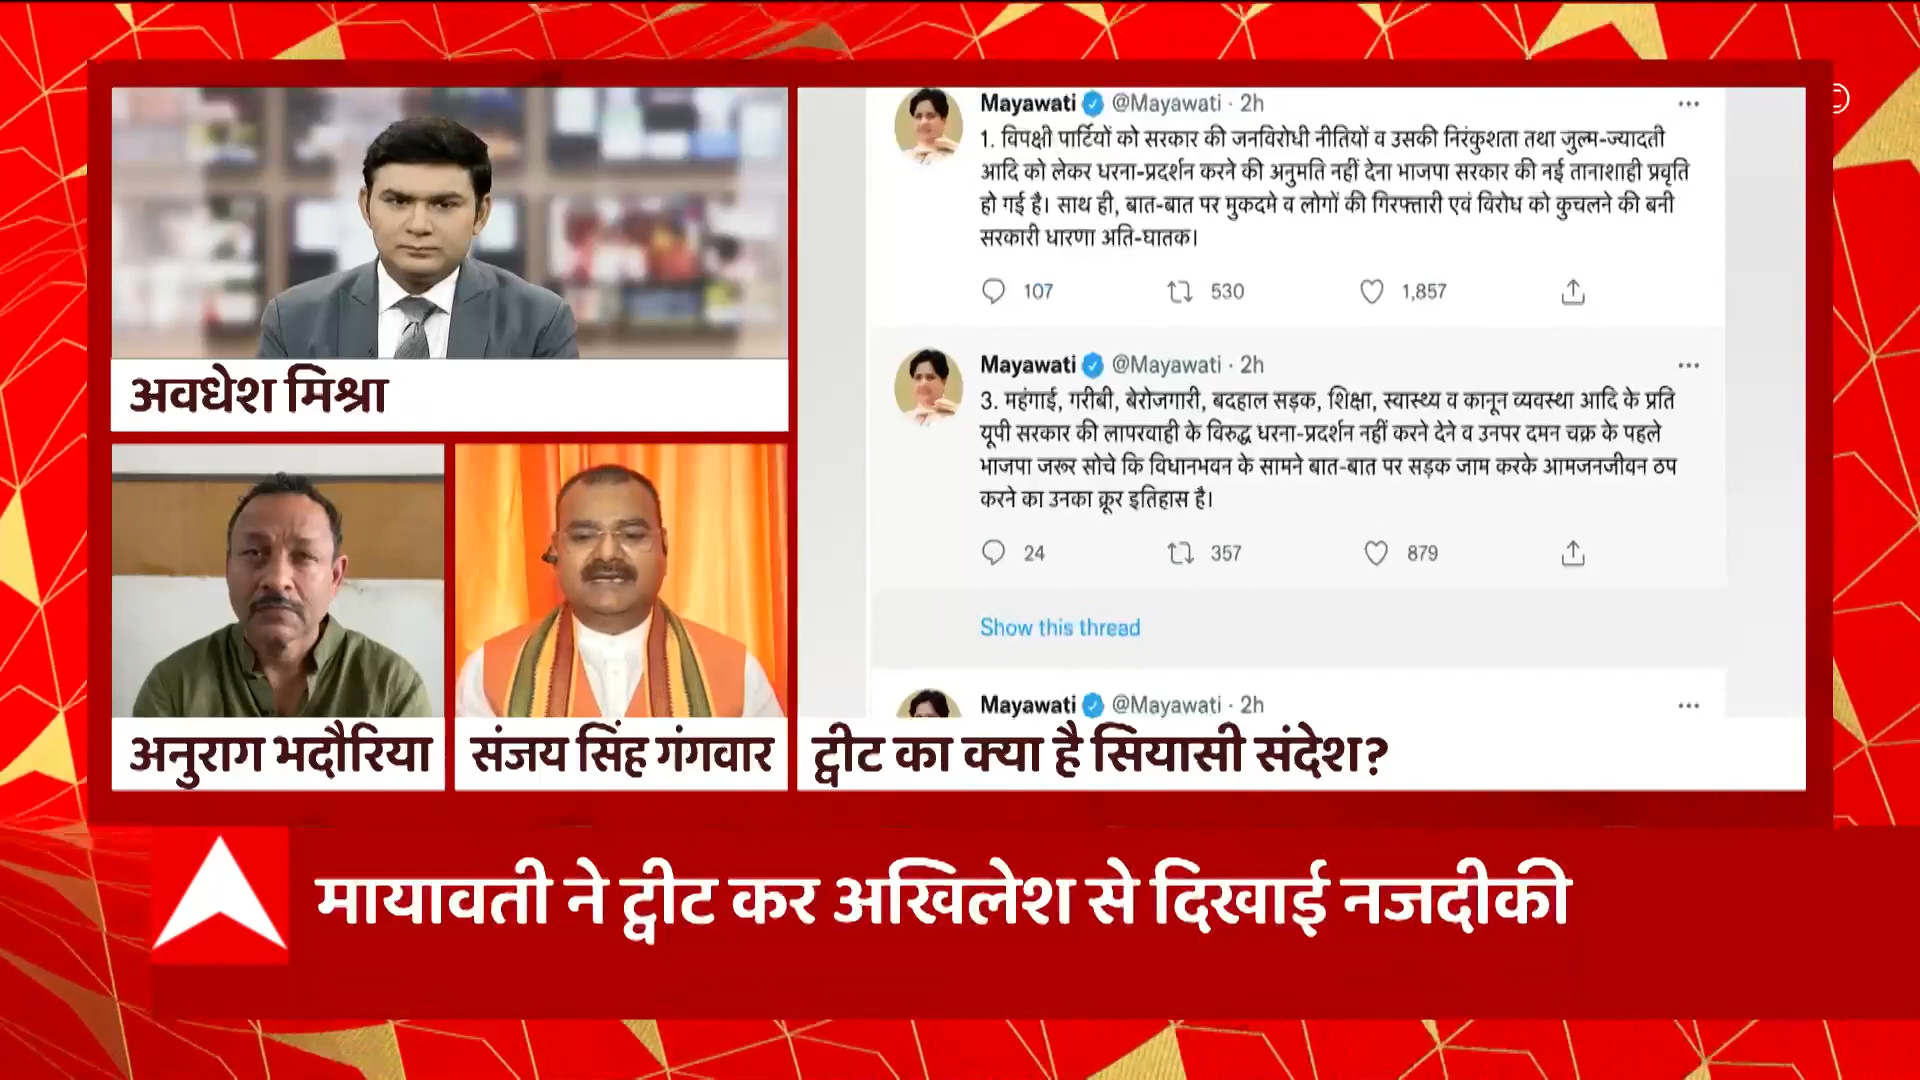 Mayawati @Mayawati · 2h
1. विपक्षी पार्टियों को सरकार की जनविरोधी नीतियों व उसकी निरंकुशता तथा जुल्म-ज्यादती
आदि को लेकर धरना-प्रदर्शन करने की अनुमति नहीं देना भाजपा सरकार की नई तानाशाही प्रवृति
हो गई है। साथ ही, बात-बात पर मुकदमे व लोगों की गिरफ्तारी एवं विरोध को कुचलने की बनी
सरकारी धारणा अति-घातक।
107 530 1,857
Mayawati @Mayawati · 2h
3. महंगाई, गरीबी, बेरोजगारी, बदहाल सड़क, शिक्षा, स्वास्थ्य व कानून व्यवस्था आदि के प्रति
यूपी सरकार की लापरवाही के विरुद्ध धरना-प्रदर्शन नहीं करने देने व उनपर दमन चक्र के पहले
भाजपा जरूर सोचे कि विधानभवन के सामने बात-बात पर सड़क जाम करके आमजनजीवन ठप
करने का उनका क्रूर इतिहास है।
24 357 879
Show this thread
Mayawati @Mayawati · 2h
अवधेश मिश्रा
अनुराग भदौरिया
संजय सिंह गंगवार
ट्वीट का क्या है सियासी संदेश?
मायावती ने ट्वीट कर अखिलेश से दिखाई नजदीकी